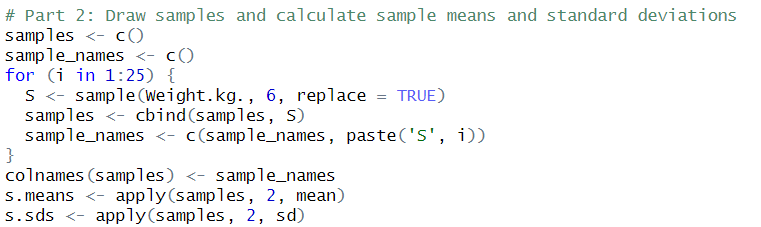 # Part 2: Draw samples and calculate sample means and standard deviations
samples <- c()
sample_names <- c()
for (i in 1:25) {
  S <- sample(Weight.kg., 6, replace = TRUE)
  samples <- cbind(samples, S)
  sample_names <- c(sample_names, paste('S', i))
}
colnames(samples) <- sample_names
s.means <- apply(samples, 2, mean)
s.sds <- apply(samples, 2, sd)